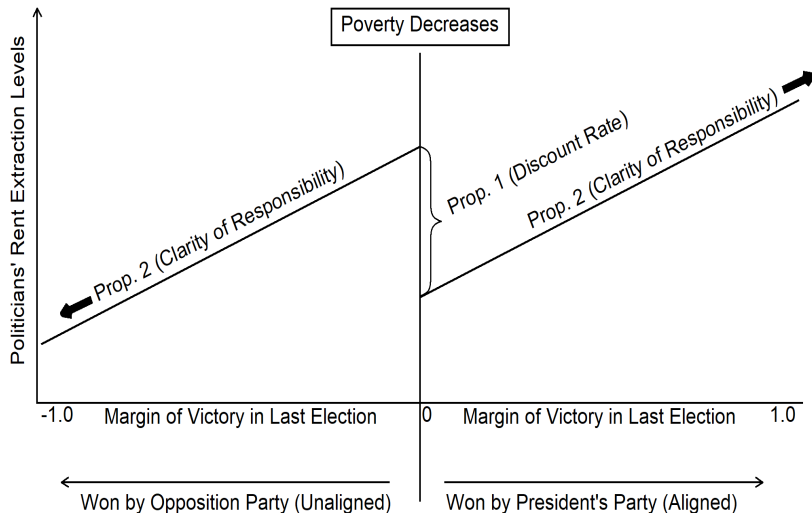 Poverty Decreases
Politicians' Rent Extraction Levels
Prop. 2 (Clarity of Responsibility)
Prop. 1 (Discount Rate)
Prop. 2 (Clarity of Responsibility)
-1.0 Margin of Victory in Last Election 0 Margin of Victory in Last Election 1.0
Won by Opposition Party (Unaligned) Won by President's Party (Aligned)